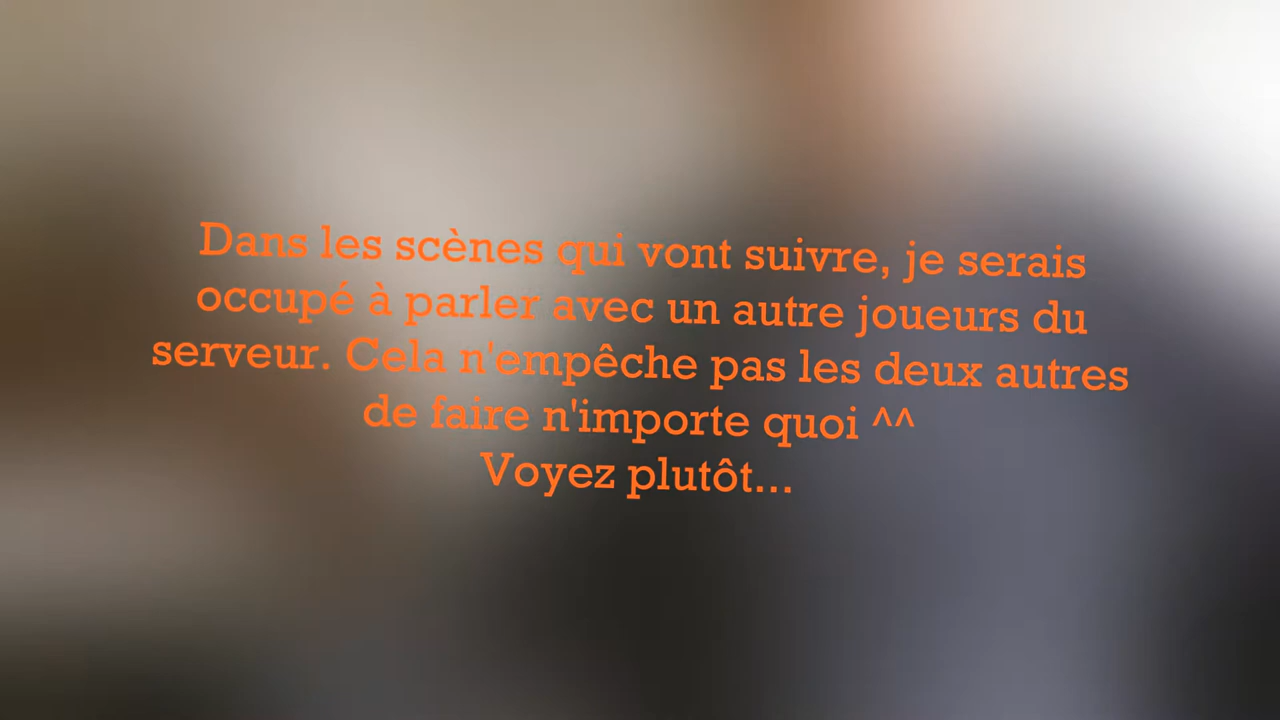 Dans les scènes qui vont suivre, je serais
occupé à parler avec un autre joueurs du
serveur. Cela n'empêche pas les deux autres
de faire n'importe quoi ^^
Voyez plutôt...